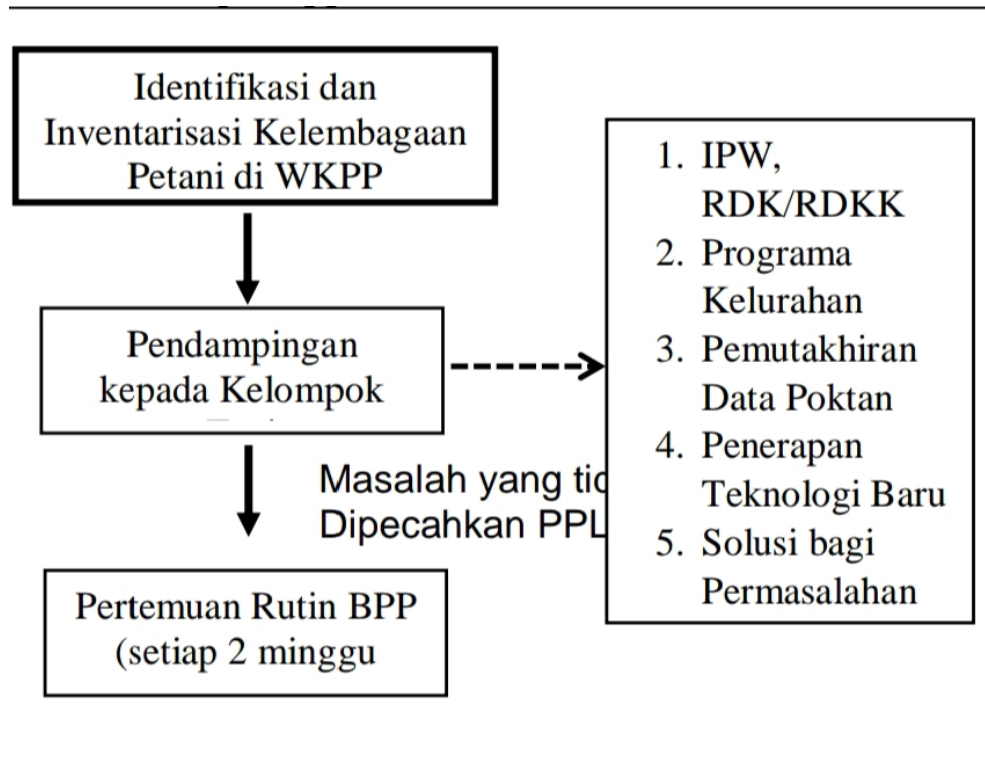 Identifikasi dan
Inventarisasi Kelembagaan
Petani di WKPP
Pendampingan
kepada Kelompok
Masalah yang
Dipecahkan PPL
Pertemuan Rutin BPP
(setiap 2 minggu
1. IPW,
RDK/RDKK
2. Programa
Kelurahan
3. Pemutakhiran
Data Poktan
4. Penerapan
Teknologi Baru
5. Solusi bagi
Permasalahan